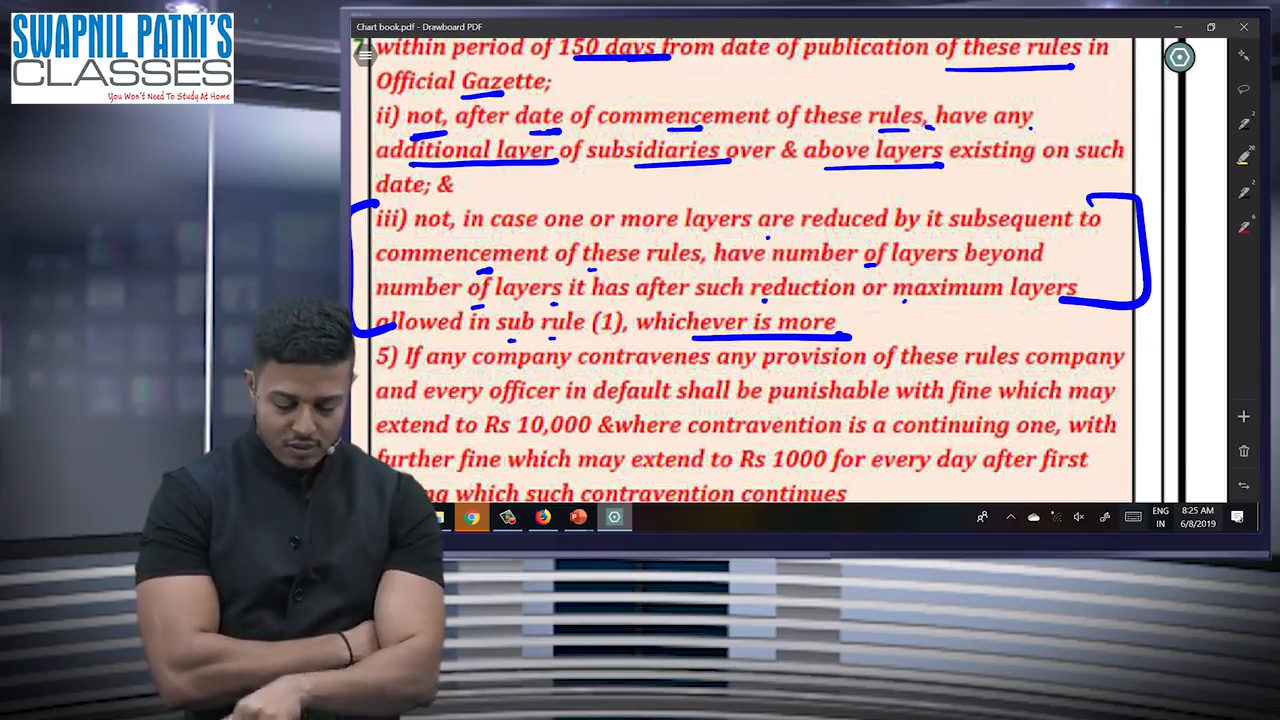 SWAPNIL PATNI'S
CLASSES
You Won't Need To Study At Home
Chart book.pdf - Drawboard PDF
within period of 150 days from date of publication of these rules in
Official Gazette;
ii) not, after date of commencement of these rules, have any
additional layer of subsidiaries over & above layers existing on such
date; &
iii) not, in case one or more layers are reduced by it subsequent to
commencement of these rules, have number of layers beyond
number of layers it has after such reduction or maximum layers
allowed in sub rule (1), whichever is more
5) If any company contravenes any provision of these rules company
and every officer in default shall be punishable with fine which may
extend to Rs 10,000 &where contravention is a continuing one, with
further fine which may extend to Rs 1000 for every day after first
which such contravention continues
ENG
IN
8:25 AM
6/8/2019